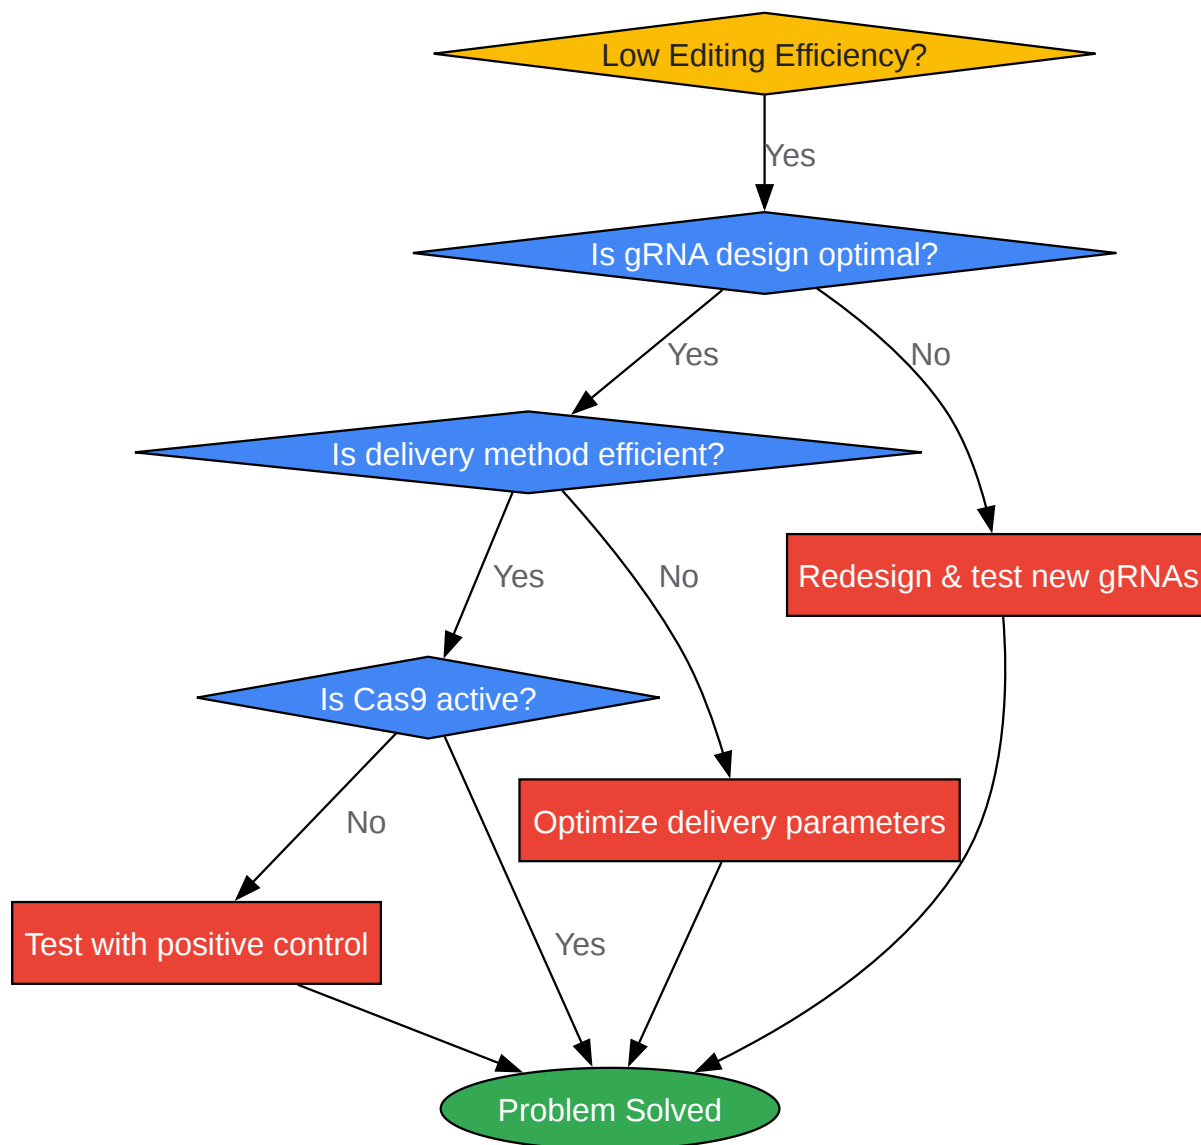 Low Editing Efficiency?
Yes
Is gRNA design optimal?
Yes
No
Is delivery method efficient?
Yes
No
Redesign & test new gRNAs
Is Cas9 active?
No
Optimize delivery parameters
Test with positive control
Yes
Problem Solved